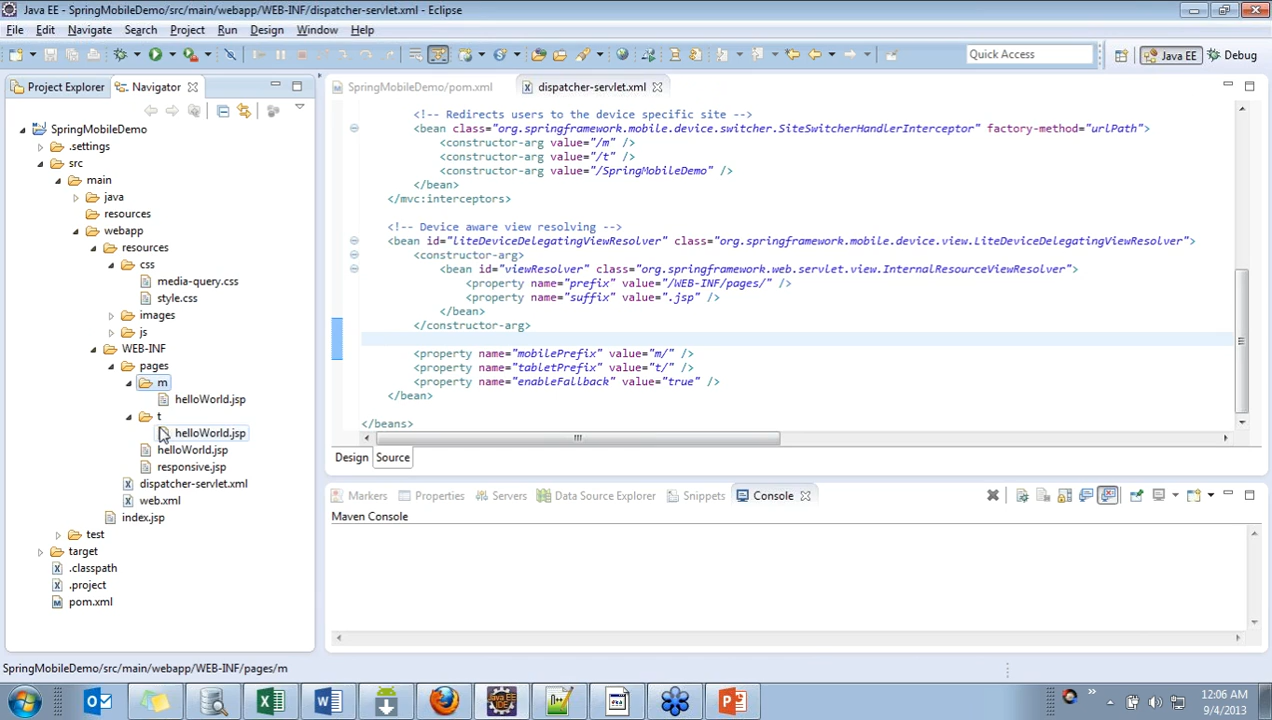 Java EE - SpringMobileDemo/src/main/webapp/WEB-INF/dispatcher-servlet.xml - Eclipse
File Edit Navigate Search Project Run Design Window Help
Quick Access
Java EE
Debug
Project Explorer
Navigator
SpringMobileDemo/pom.xml
dispatcher-servlet.xml
SpringMobileDemo
.settings
src
main
java
resources
webapp
resources
css
media-query.css
style.css
images
js
WEB-INF
pages
m
helloWorld.jsp
t
helloWorld.jsp
helloWorld.jsp
responsive.jsp
dispatcher-servlet.xml
web.xml
index.jsp
test
target
.classpath
.project
pom.xml
<!-- Redirects users to the device specific site -->
<bean class="org.springframework.mobile.device.switcher.SiteSwitcherHandlerInterceptor" factory-method="urlPath">
<constructor-arg value="/m" />
<constructor-arg value="/t" />
<constructor-arg value="/SpringMobileDemo" />
</bean>
</mvc:interceptors>
<!-- Device aware view resolving -->
<bean id="liteDeviceDelegatingViewResolver" class="org.springframework.mobile.device.view.LiteDeviceDelegatingViewResolver">
<constructor-arg>
<bean id="viewResolver" class="org.springframework.web.servlet.view.InternalResourceViewResolver">
<property name="prefix" value="/WEB-INF/pages/" />
<property name="suffix" value=".jsp" />
</bean>
</constructor-arg>
<property name="mobilePrefix" value="m/" />
<property name="tabletPrefix" value="t/" />
<property name="enableFallback" value="true" />
</bean>
</beans>
Design Source
Markers Properties Servers Data Source Explorer Snippets Console
Maven Console
SpringMobileDemo/src/main/webapp/WEB-INF/pages/m
12:06 AM
9/4/2013